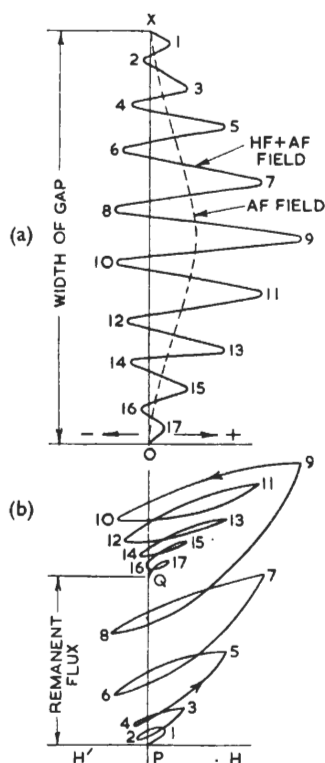 X
1
2
3
4
5
6
HF+AF
FIELD
7
8
AF FIELD
(a)
WIDTH OF GAP
9
10
11
12
13
14
15
16
17
− +
O
9
(b)
11
10
13
12
15
14
16
17
Q
7
8
REMANENT
FLUX
5
6
3
4
2
1
H'
P
H